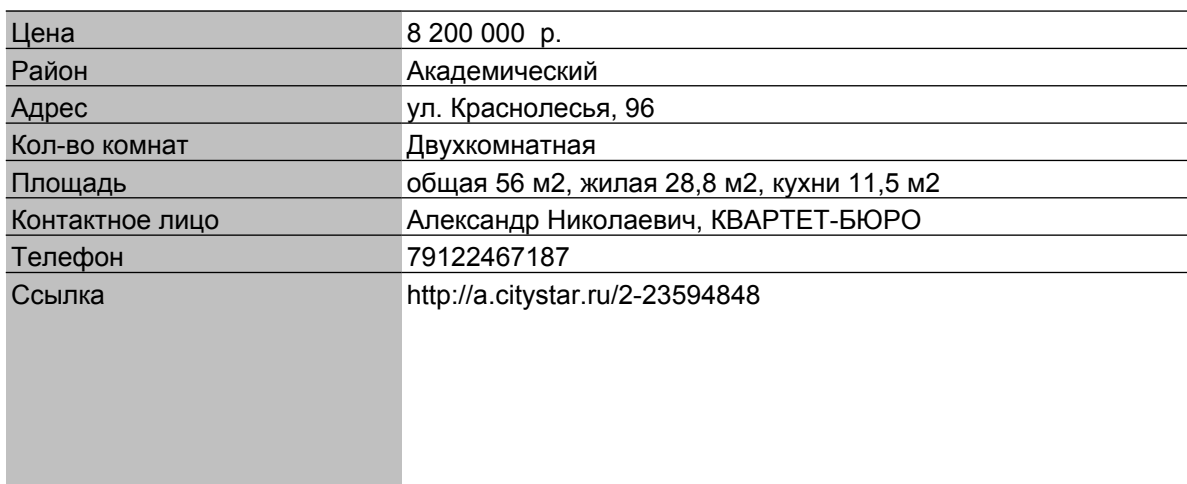 Цена 8 200 000 р.
Район Академический
Адрес ул. Краснолесья, 96
Кол-во комнат Двухкомнатная
Площадь общая 56 м2, жилая 28,8 м2, кухни 11,5 м2
Контактное лицо Александр Николаевич, КВАРТЕТ-БЮРО
Телефон 79122467187
Ссылка http://a.citystar.ru/2-23594848